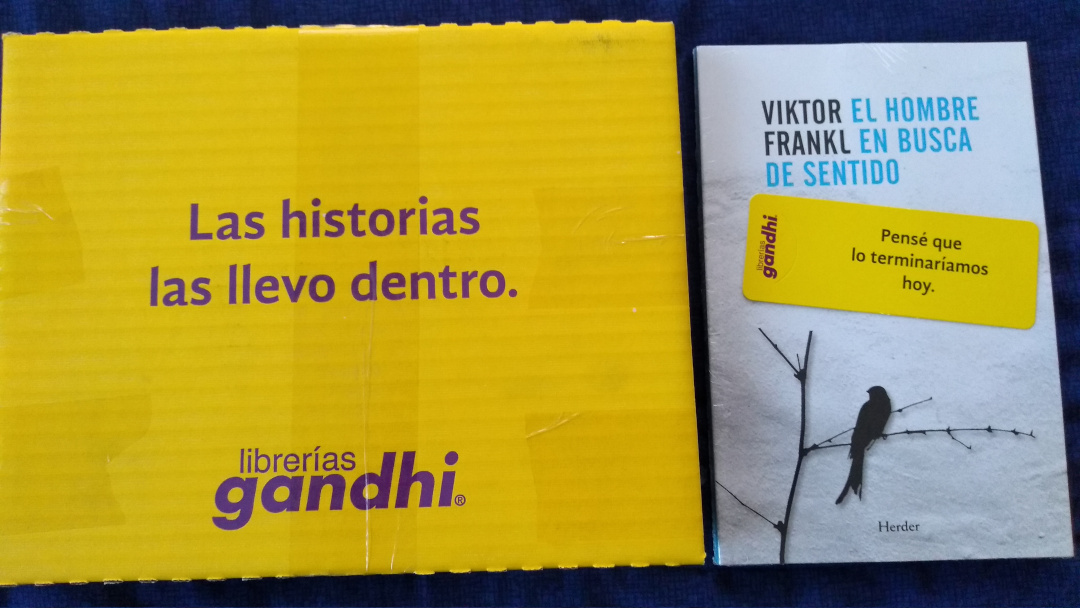 Las historias
las llevo dentro.
librerías
gandhi®
VIKTOR EL HOMBRE
FRANKL EN BUSCA
DE SENTIDO
librerías
gandhi
Pensé que
lo terminaríamos
hoy.
Herder